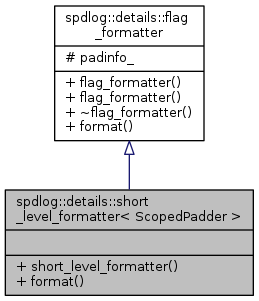 spdlog::details::flag
_formatter
# padinfo_
+ flag_formatter()
+ flag_formatter()
+ ~flag_formatter()
+ format()
spdlog::details::short
_level_formatter< ScopedPadder >
+ short_level_formatter()
+ format()